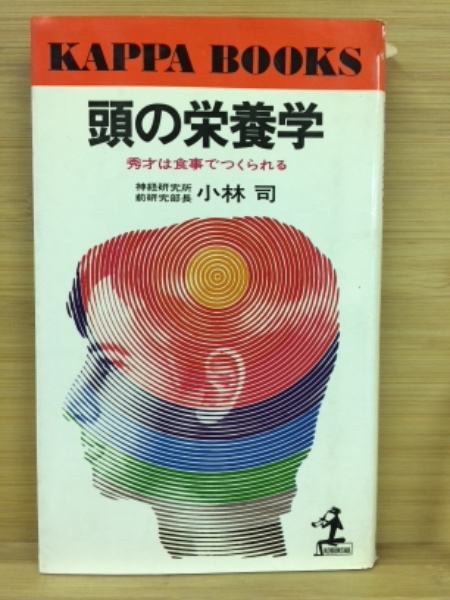 KAPPA BOOKS
頭の栄養学
秀才は食事でつくられる
神経研究所
前研究部長 小林 司
KOBUNSHA